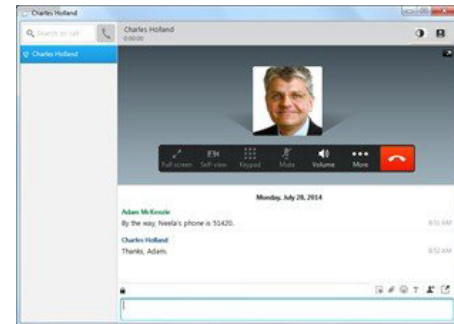 Charles Holland
Search or call
Charles Holland
0:00:00
Charles Holland
Full screen
Self-view
Keypad
Mute
Volume
More
Monday, July 28, 2014
Adam McKenzie
By the way, Neela's phone is 51420.
8:51 AM
Charles Holland
Thanks, Adam.
8:52 AM